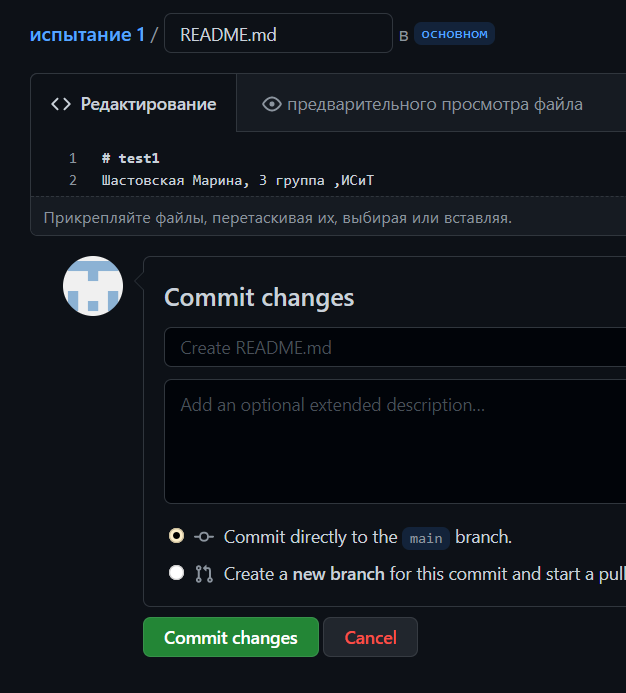 испытание 1 / README.md в основном
Редактирование предварительного просмотра файла
1 # test1
2 Шастовская Марина, 3 группа ,ИСиТ
Прикрепляйте файлы, перетаскивая их, выбирая или вставляя.
Commit changes
Create README.md
Add an optional extended description...
Commit directly to the main branch.
Create a new branch for this commit and start a pull
Commit changes Cancel